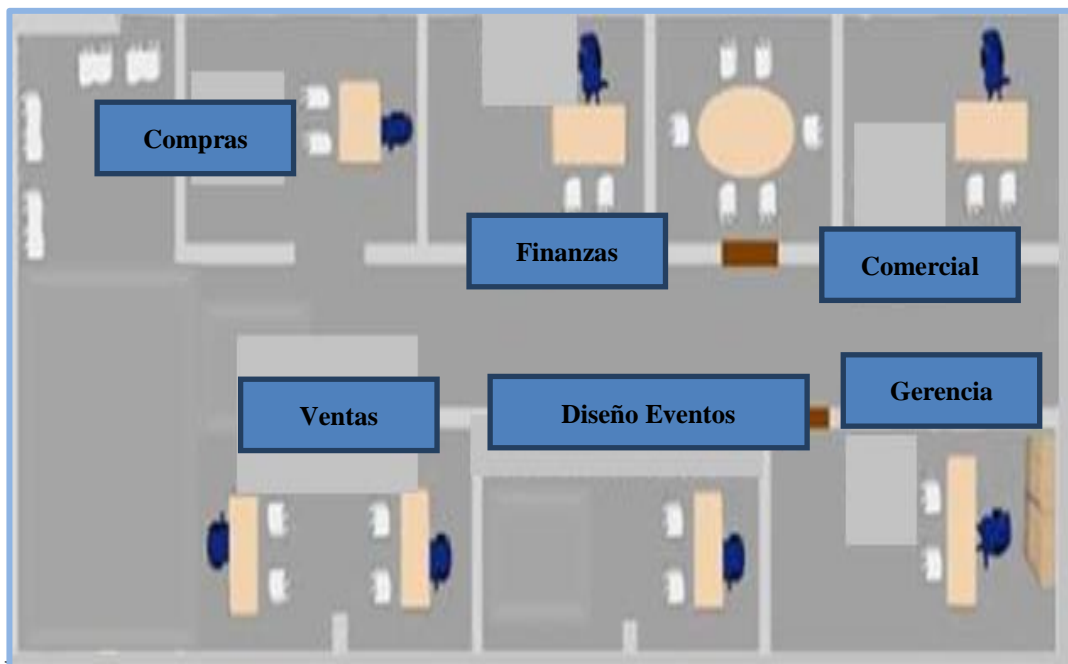 Compras
Finanzas
Comercial
Ventas
Diseño Eventos
Gerencia